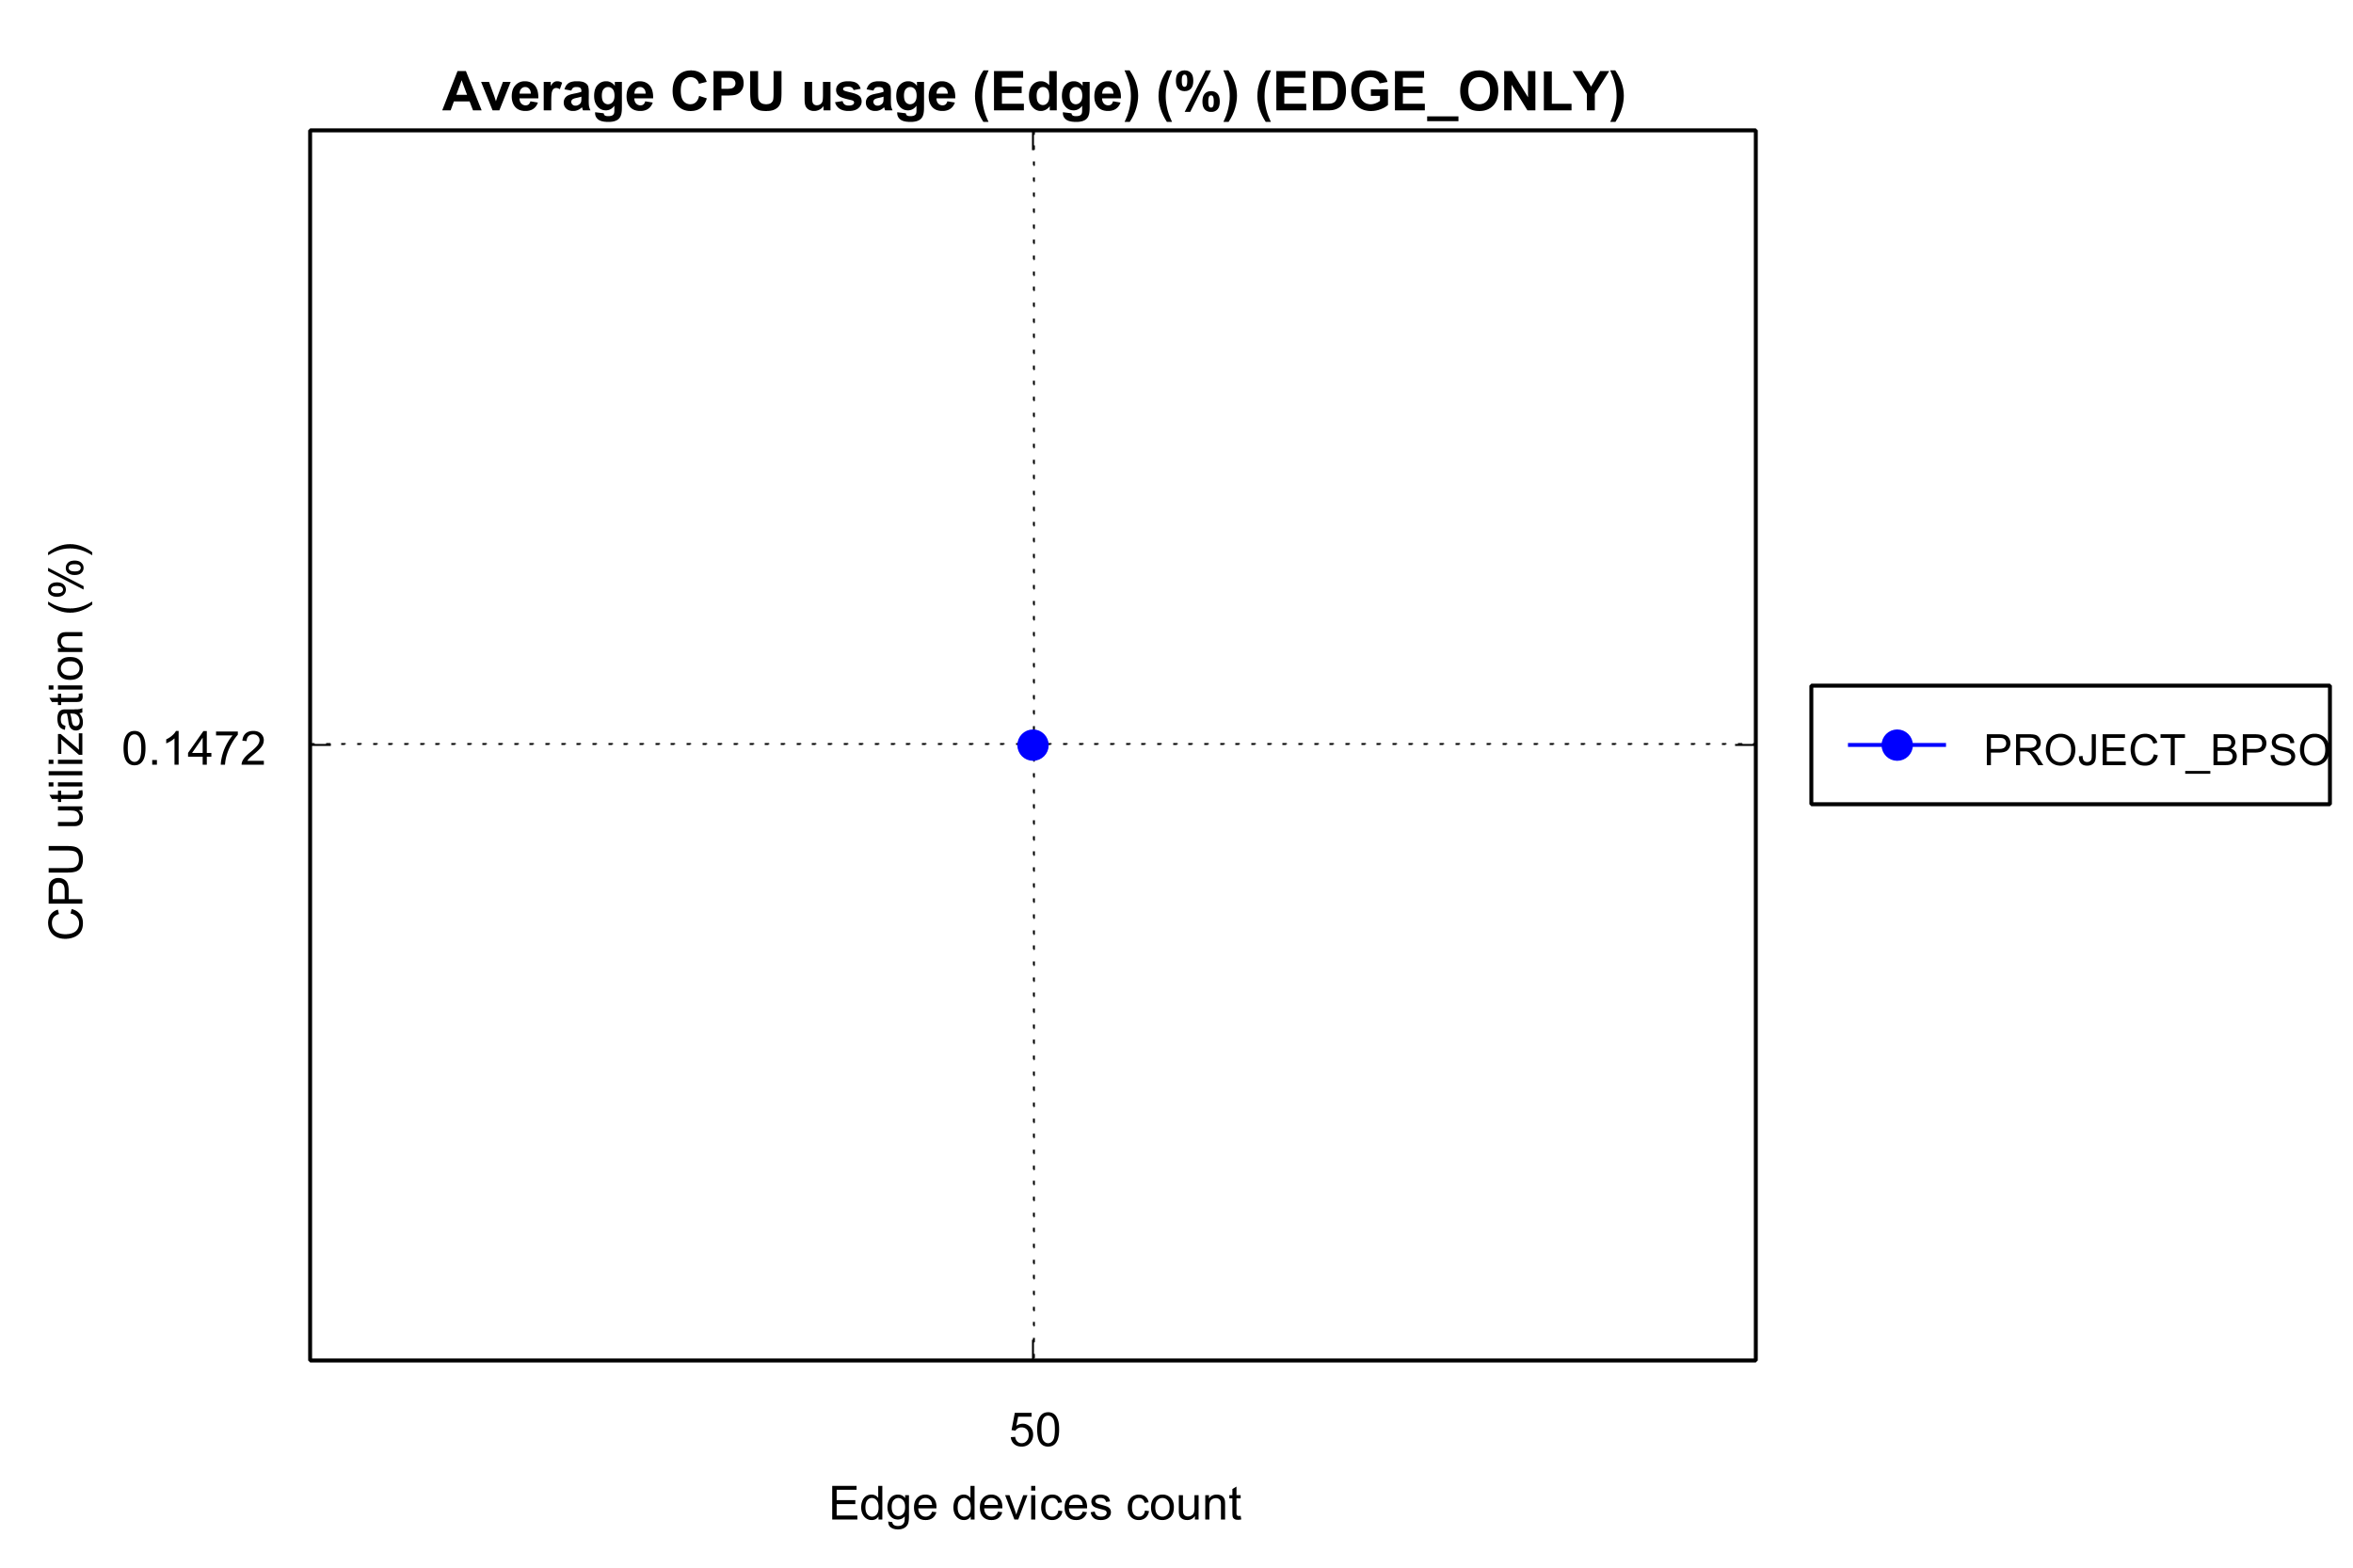 Average CPU usage (Edge) (%) (EDGE_ONLY)
CPU utilization (%)
0.1472
PROJECT_BPSO
50
Edge devices count